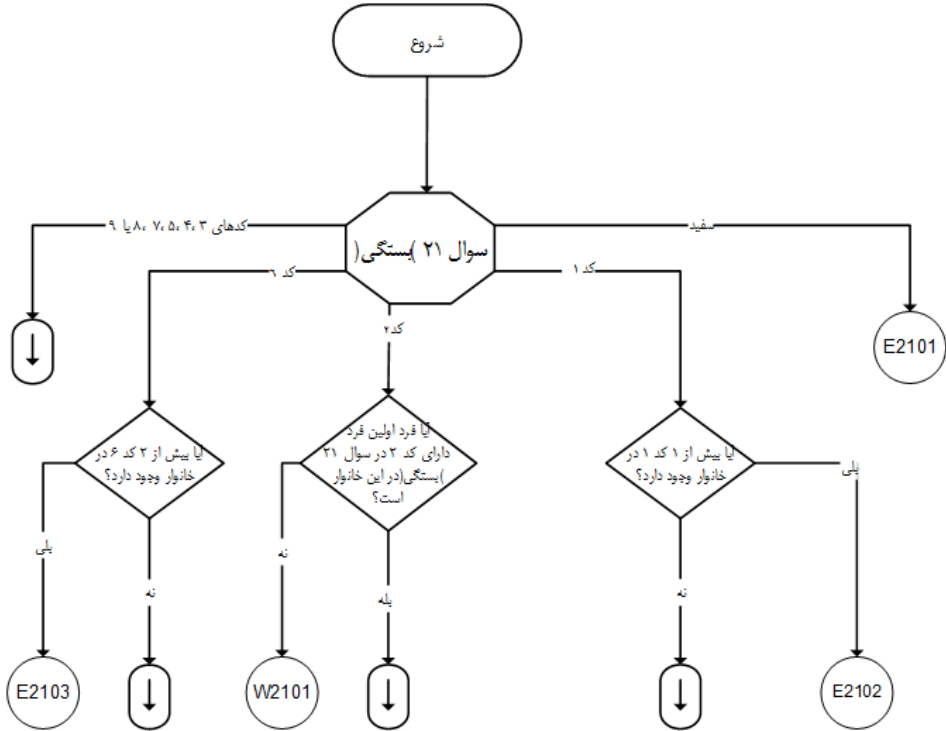 شروع
سوال ۲۱ )بستگی(
سفید
کد ۱
کد۲
کد ٦
کدهای ۳، ۴، ۵، ۷، ۸، یا ۹
E2101
آیا بیش از ۱ کد ۱ در
خانوار وجود دارد؟
بلی
نه
E2102
آیا فرد اولین فرد
دارای کد ۲ در سوال ۲۱
)بستگی(در این خانوار
است؟
نه
بله
W2101
آیا بیش از ۲ کد ۶ در
خانوار وجود دارد؟
بلی
نه
E2103